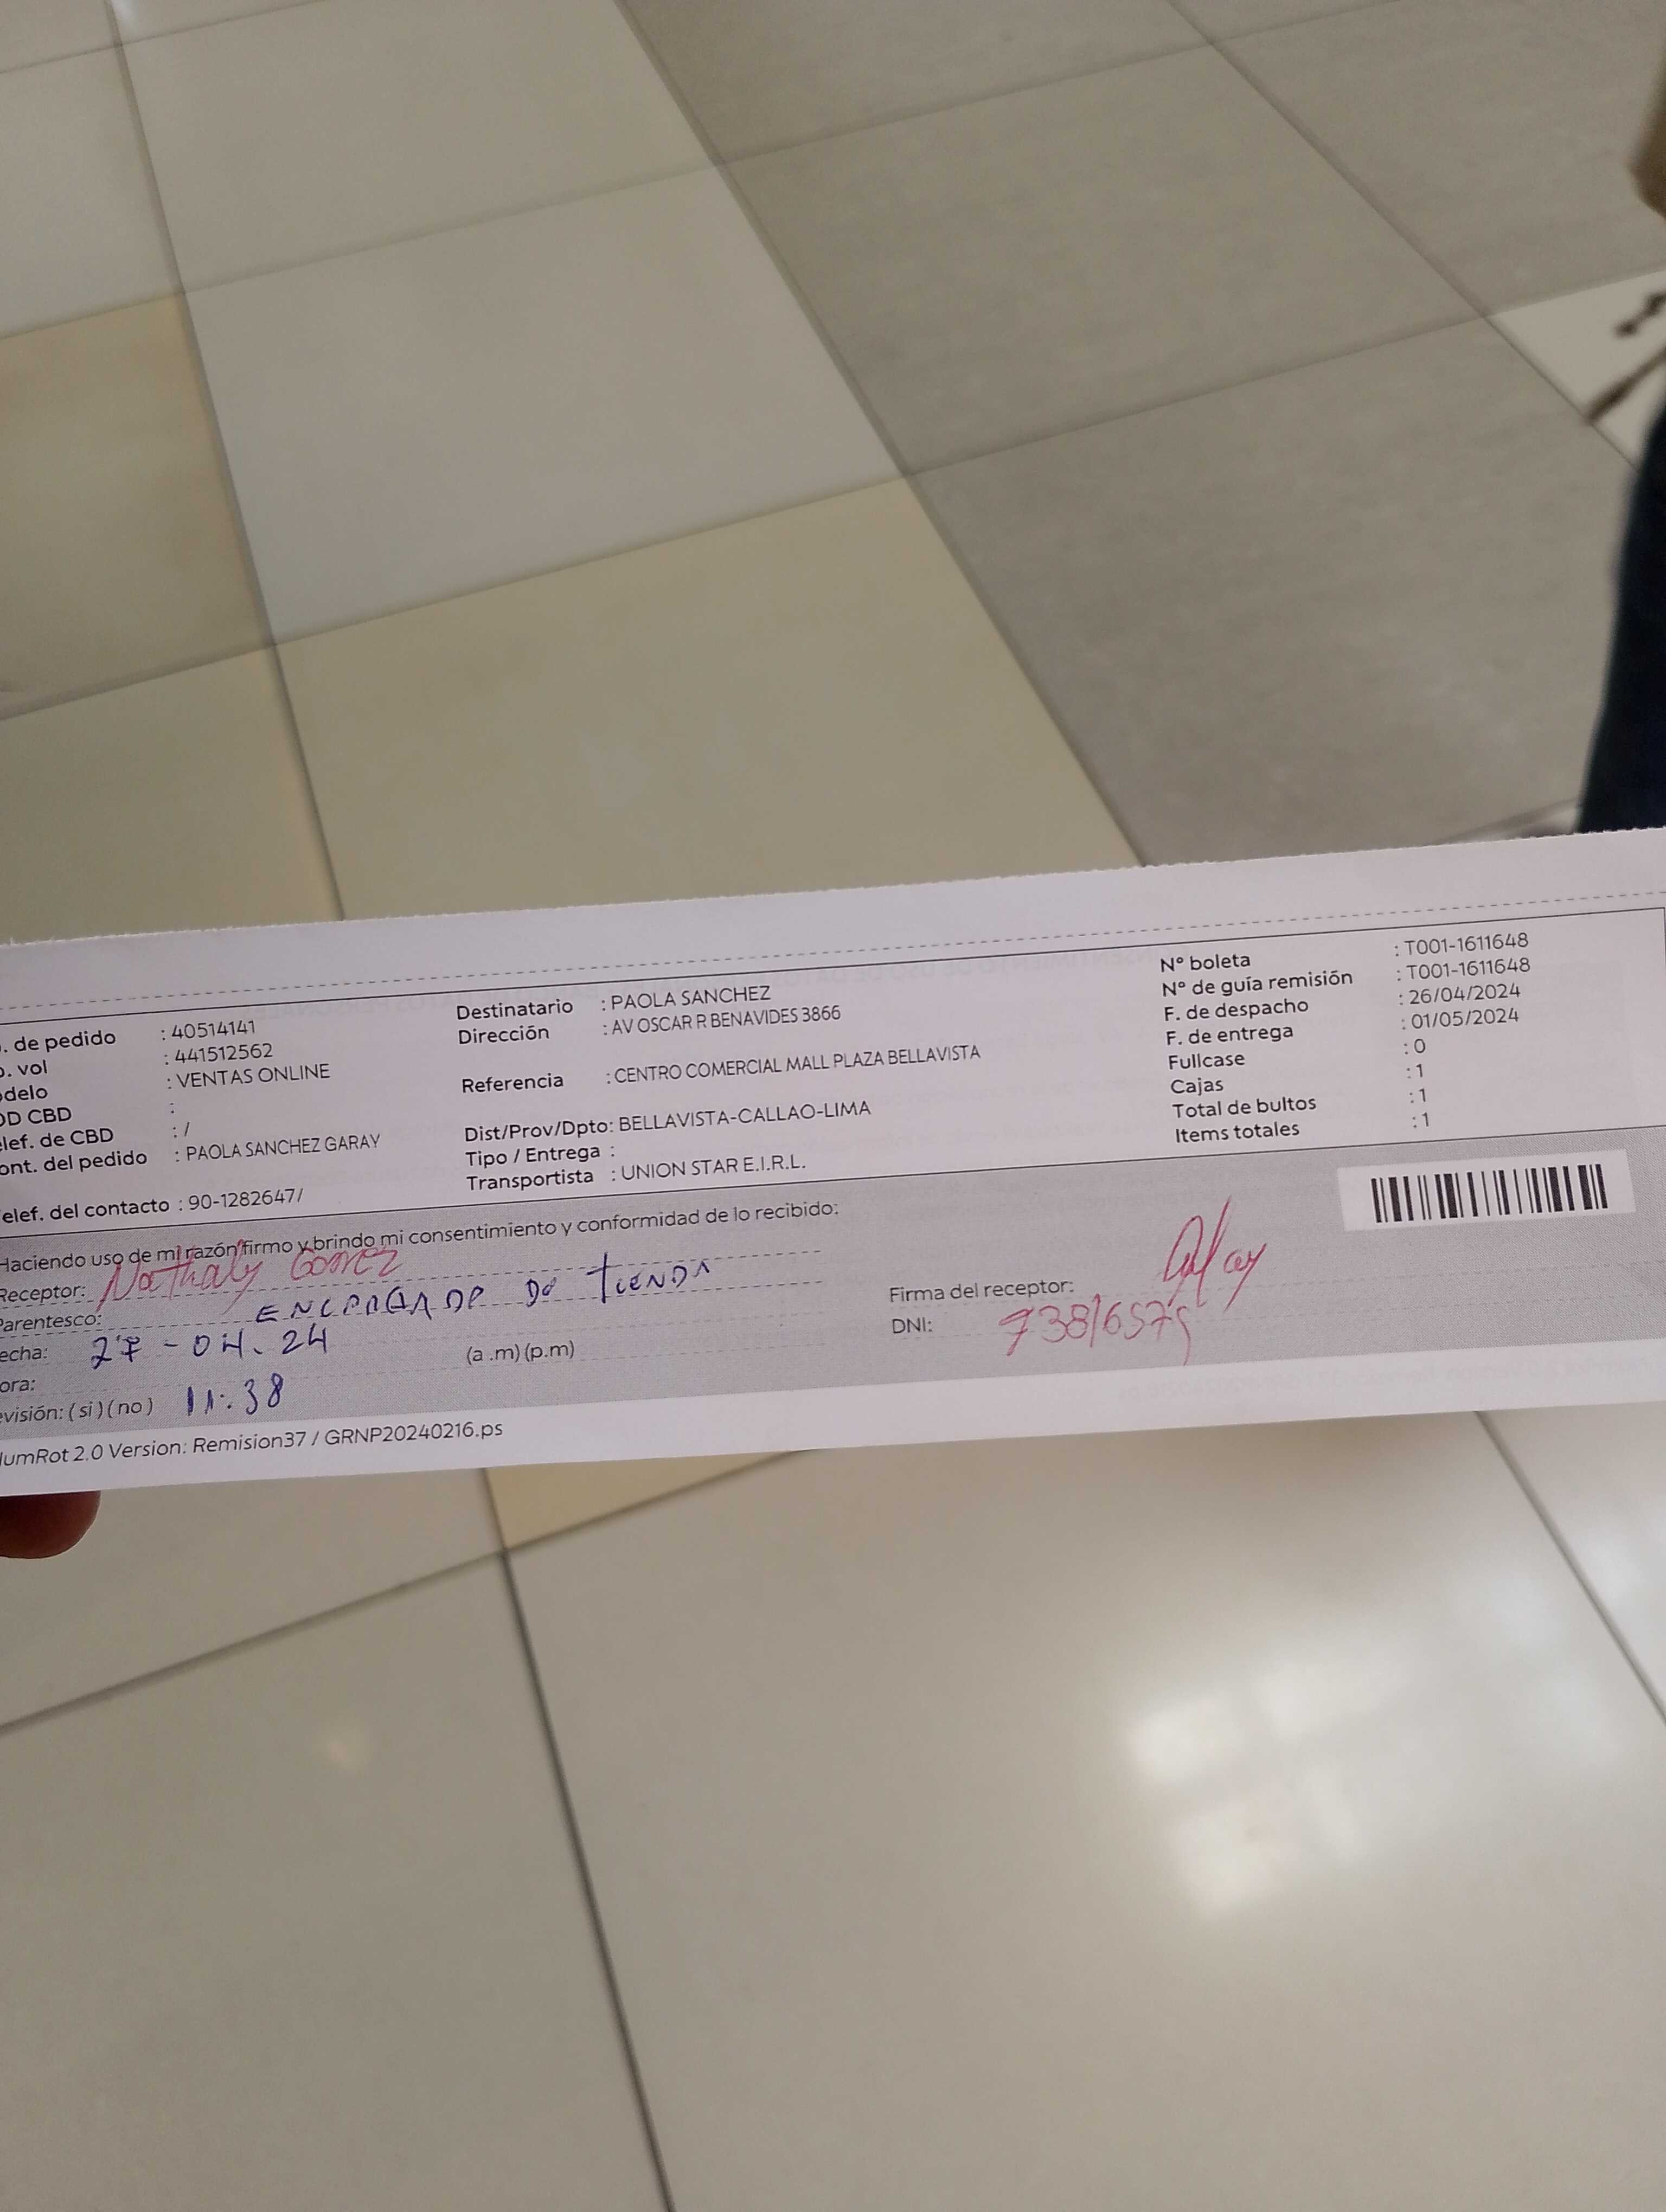 . de pedido : 40514141
o. vol : 441512562
odelo : VENTAS ONLINE
OD CBD :
elef. de CBD : /
ont. del pedido : PAOLA SANCHEZ GARAY
elef. del contacto : 90-1282647/
Destinatario : PAOLA SANCHEZ
Dirección : AV OSCAR R BENAVIDES 3866
Referencia : CENTRO COMERCIAL MALL PLAZA BELLAVISTA
Dist/Prov/Dpto: BELLAVISTA-CALLAO-LIMA
Tipo / Entrega :
Transportista : UNION STAR E.I.R.L.
N° boleta : T001-1611648
N° de guía remisión : T001-1611648
F. de despacho : 26/04/2024
F. de entrega : 01/05/2024
Fullcase : 0
Cajas : 1
Total de bultos : 1
Items totales : 1
Haciendo uso de mi razón firmo y brindo mi consentimiento y conformidad de lo recibido:
Receptor: Nathaly Gomez
Parentesco: ENCARGADA DE TIENDA
echa: 27-04.24
ora: (a .m) (p.m)
evisión: ( si ) ( no ) 11:38
Firma del receptor:
DNI:
umRot 2.0 Version: Remision37 / GRNP20240216.ps